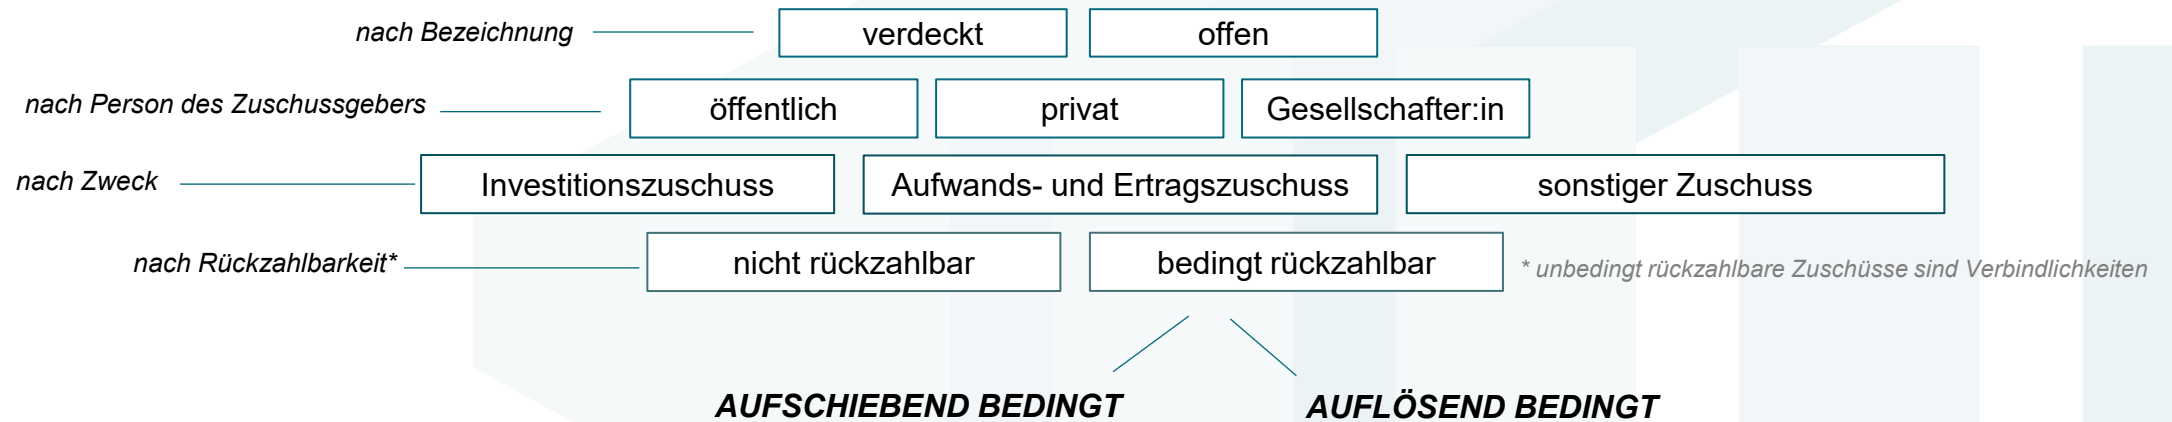 nach Bezeichnung verdeckt offen
nach Person des Zuschussgebers öffentlich privat Gesellschafter:in
nach Zweck Investitionszuschuss Aufwands- und Ertragszuschuss sonstiger Zuschuss
nach Rückzahlbarkeit* nicht rückzahlbar bedingt rückzahlbar * unbedingt rückzahlbare Zuschüsse sind Verbindlichkeiten
AUFSCHIEBEND BEDINGT AUFLÖSEND BEDINGT